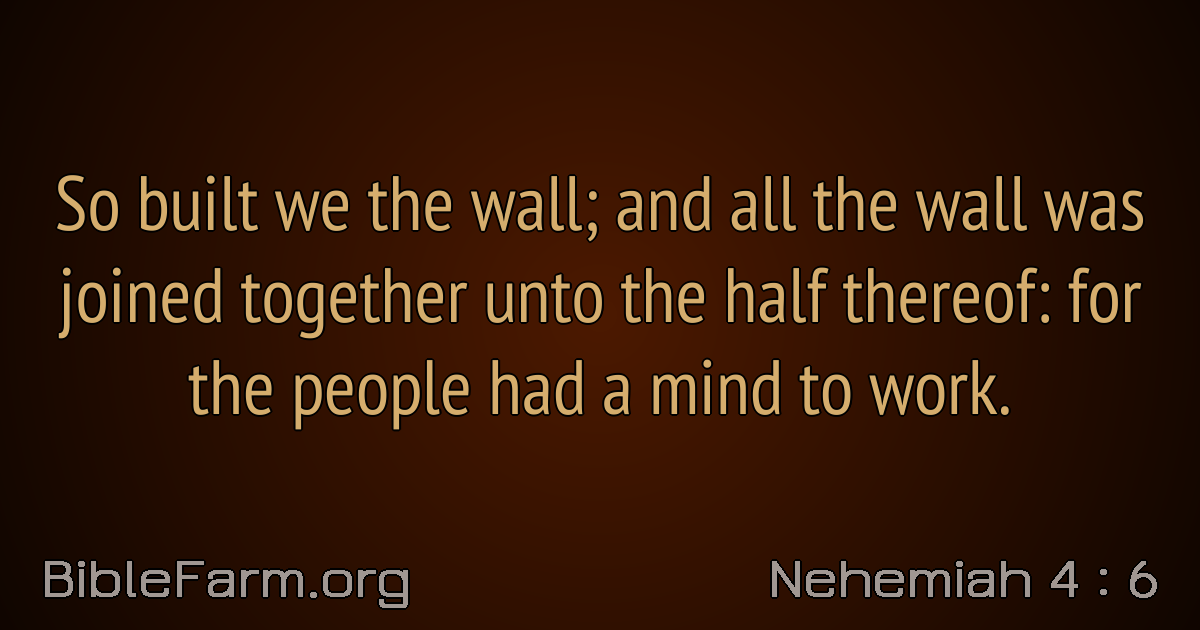 So built we the wall; and all the wall was
joined together unto the half thereof: for
the people had a mind to work.
BibleFarm.org
Nehemiah 4 : 6